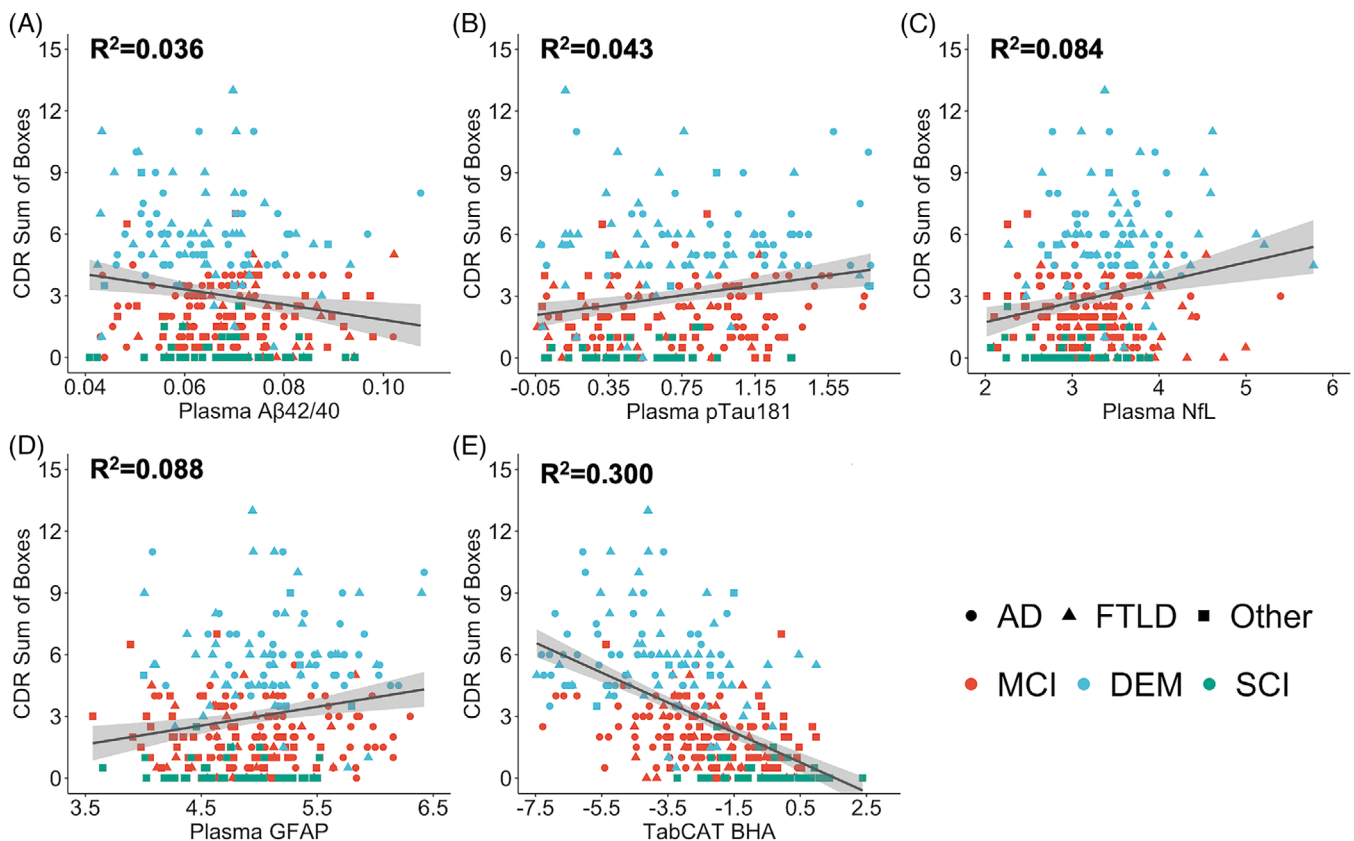 (A)
R²=0.036
CDR Sum of Boxes
15
12
9
6
3
0
0.04 0.06 0.08 0.10
Plasma Aβ42/40
(B)
R²=0.043
CDR Sum of Boxes
15
12
9
6
3
0
-0.05 0.35 0.75 1.15 1.55
Plasma pTau181
(C)
R²=0.084
CDR Sum of Boxes
15
12
9
6
3
0
2 3 4 5 6
Plasma NfL
(D)
R²=0.088
CDR Sum of Boxes
15
12
9
6
3
0
3.5 4.5 5.5 6.5
Plasma GFAP
(E)
R²=0.300
CDR Sum of Boxes
15
12
9
6
3
0
-7.5 -5.5 -3.5 -1.5 0.5 2.5
TabCAT BHA
AD FTLD Other
MCI DEM SCI